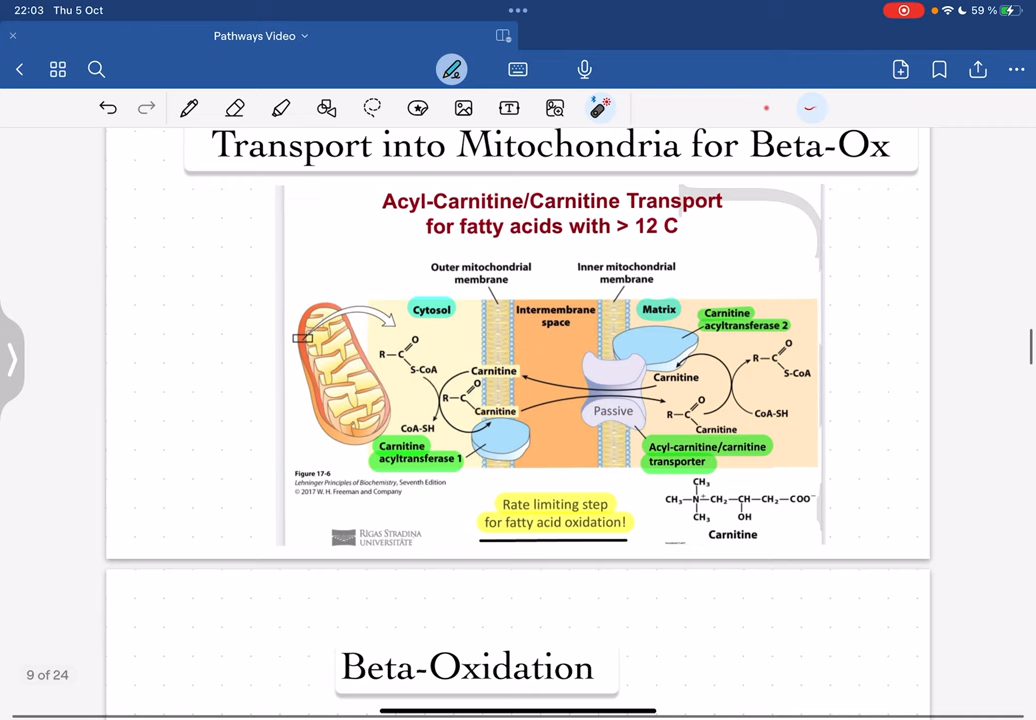 22:03 Thu 5 Oct
59 %
Pathways Video
Transport into Mitochondria for Beta-Ox
Acyl-Carnitine/Carnitine Transport
for fatty acids with > 12 C
Outer mitochondrial
membrane
Inner mitochondrial
membrane
Cytosol
Intermembrane
space
Matrix
Carnitine
acyltransferase 2
R—C
O
S-CoA
Carnitine
R—C
O
Carnitine
CoA-SH
Carnitine
acyltransferase 1
Passive
Carnitine
R—C
O
Carnitine
R—C
O
S-CoA
CoA-SH
Acyl-carnitine/carnitine
transporter
Figure 17-6
Lehninger Principles of Biochemistry, Seventh Edition
© 2017 W. H. Freeman and Company
Rate limiting step
for fatty acid oxidation!
CH₃
CH₃—N⁺—CH₂—CH—CH₂—COO⁻
CH₃ OH
Carnitine
RĪGAS STRADIŅA
UNIVERSITĀTE
Beta-Oxidation
9 of 24